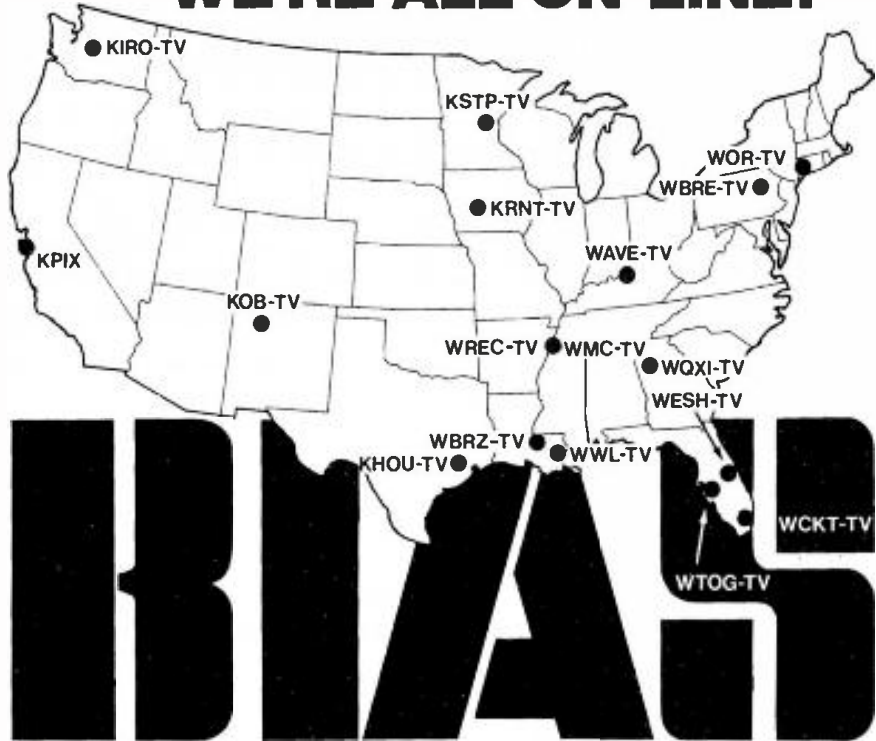 WE'RE ALL ON-LINE!
KIRO-TV
KSTP-TV
WOR-TV
WBRE-TV
KRNT-TV
WAVE-TV
KPIX
KOB-TV
WREC-TV
WMC-TV
WQXI-TV
WESH-TV
WBRZ-TV
WWL-TV
KHOU-TV
WCKT-TV
WTOG-TV
BIAS